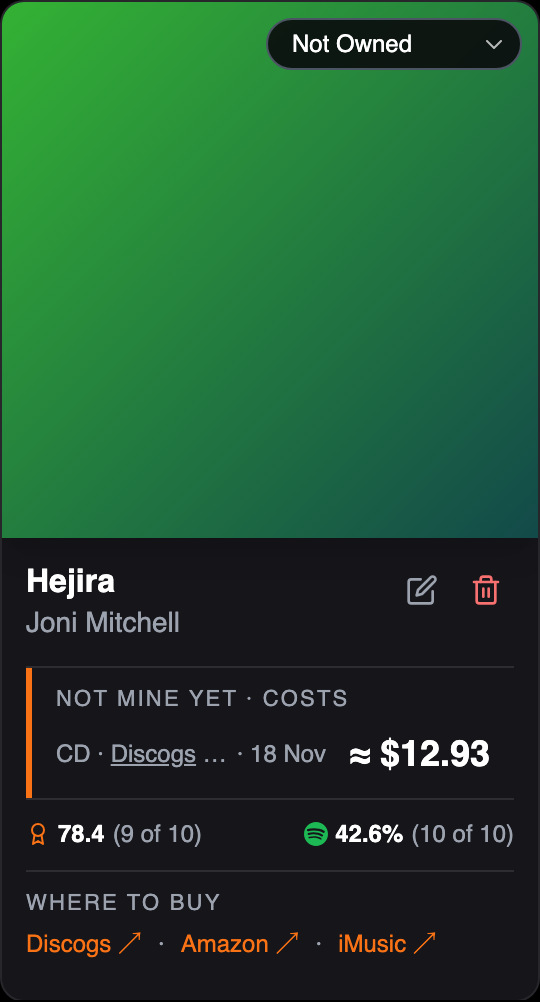 Not Owned
Hejira
Joni Mitchell
NOT MINE YET · COSTS
CD · Discogs ... · 18 Nov ≈ $12.93
78.4 (9 of 10) 42.6% (10 of 10)
WHERE TO BUY
Discogs ↗ · Amazon ↗ · iMusic ↗